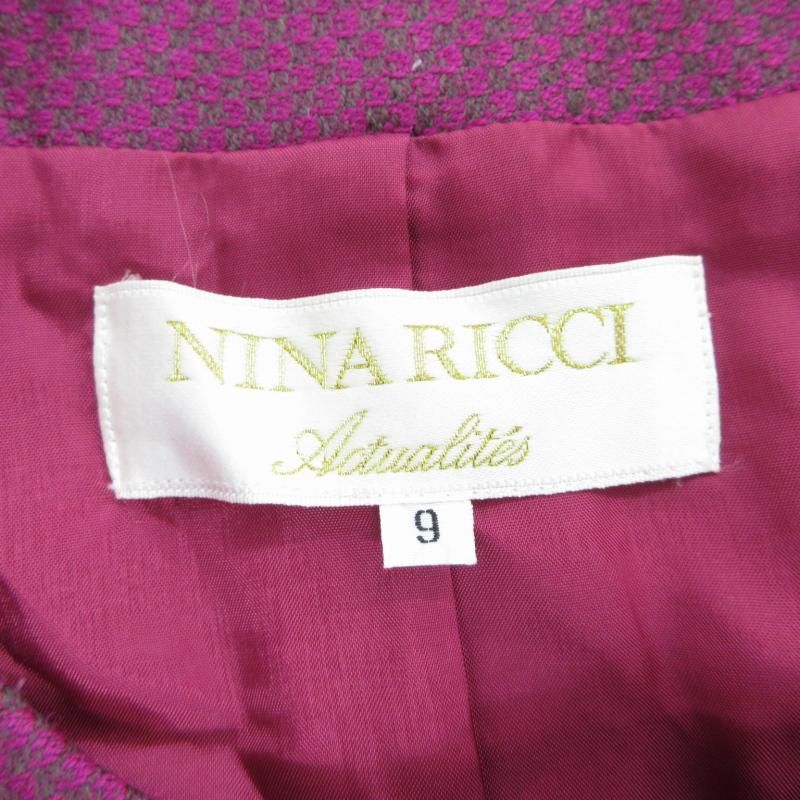 NINA RICCI
Actualités
9